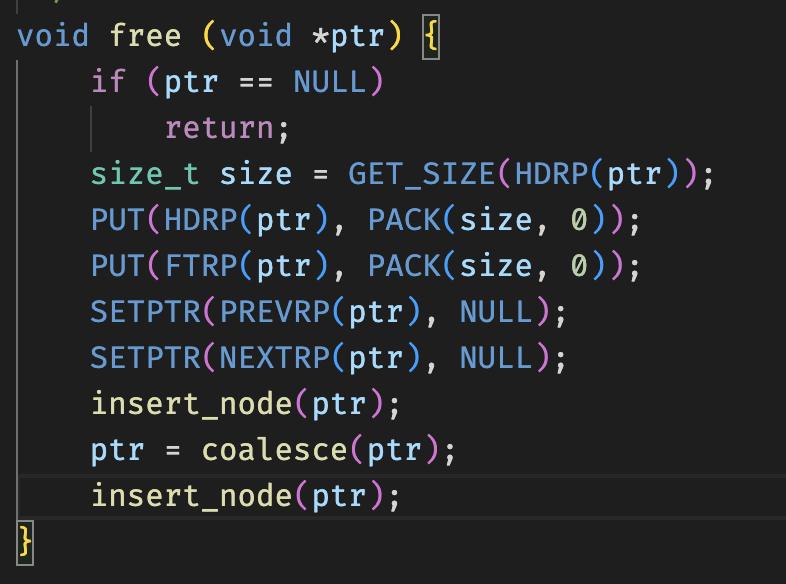 void free (void *ptr) {
    if (ptr == NULL)
        return;
    size_t size = GET_SIZE(HDRP(ptr));
    PUT(HDRP(ptr), PACK(size, 0));
    PUT(FTRP(ptr), PACK(size, 0));
    SETPTR(PREVRP(ptr), NULL);
    SETPTR(NEXTRP(ptr), NULL);
    insert_node(ptr);
    ptr = coalesce(ptr);
    insert_node(ptr);
}